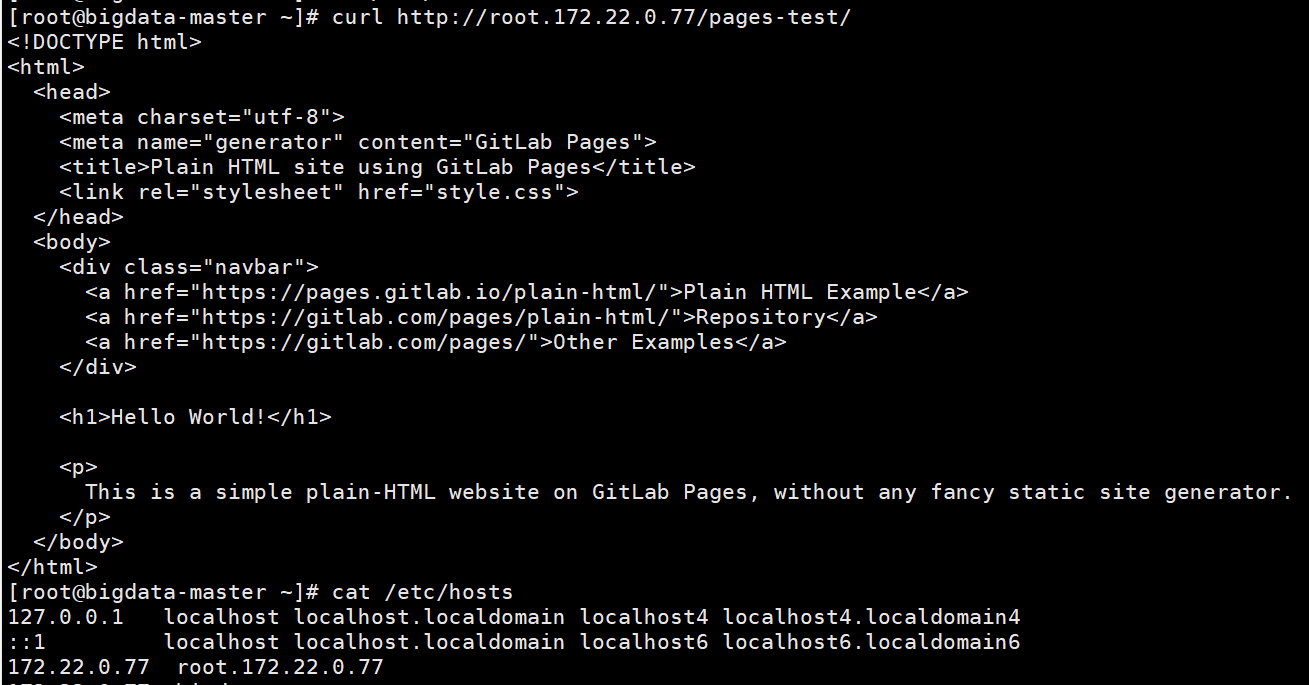 [root@bigdata-master ~]# curl http://root.172.22.0.77/pages-test/
<!DOCTYPE html>
<html>
  <head>
    <meta charset="utf-8">
    <meta name="generator" content="GitLab Pages">
    <title>Plain HTML site using GitLab Pages</title>
    <link rel="stylesheet" href="style.css">
  </head>
  <body>
    <div class="navbar">
      <a href="https://pages.gitlab.io/plain-html/">Plain HTML Example</a>
      <a href="https://gitlab.com/pages/plain-html/">Repository</a>
      <a href="https://gitlab.com/pages/">Other Examples</a>
    </div>

    <h1>Hello World!</h1>

    <p>
      This is a simple plain-HTML website on GitLab Pages, without any fancy static site generator.
    </p>
  </body>
</html>
[root@bigdata-master ~]# cat /etc/hosts
127.0.0.1   localhost localhost.localdomain localhost4 localhost4.localdomain4
::1         localhost localhost.localdomain localhost6 localhost6.localdomain6
172.22.0.77  root.172.22.0.77